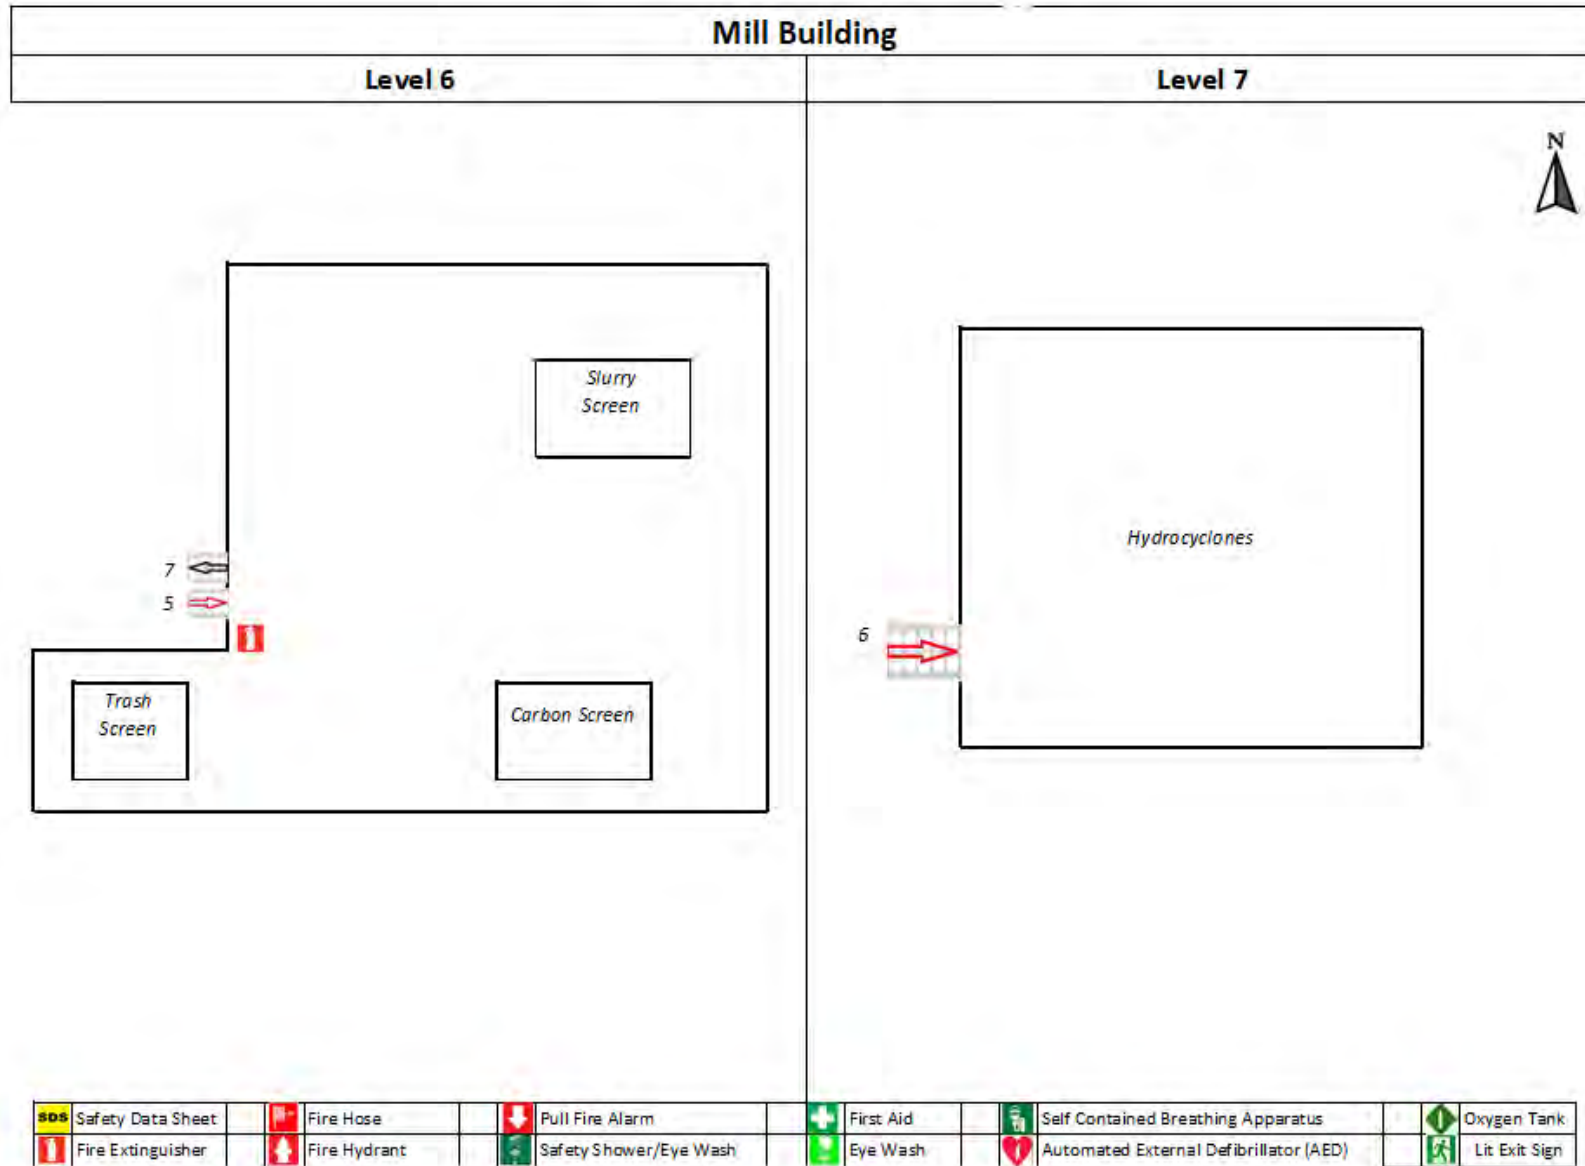 Mill Building
Level 6
Level 7
N
Slurry
Screen
7
5
Trash
Screen
Carbon Screen
Hydrocyclones
6
SDS Safety Data Sheet
Fire Hose
Pull Fire Alarm
First Aid
Self Contained Breathing Apparatus
Oxygen Tank
Fire Extinguisher
Fire Hydrant
Safety Shower/Eye Wash
Eye Wash
Automated External Defibrillator (AED)
Lit Exit Sign